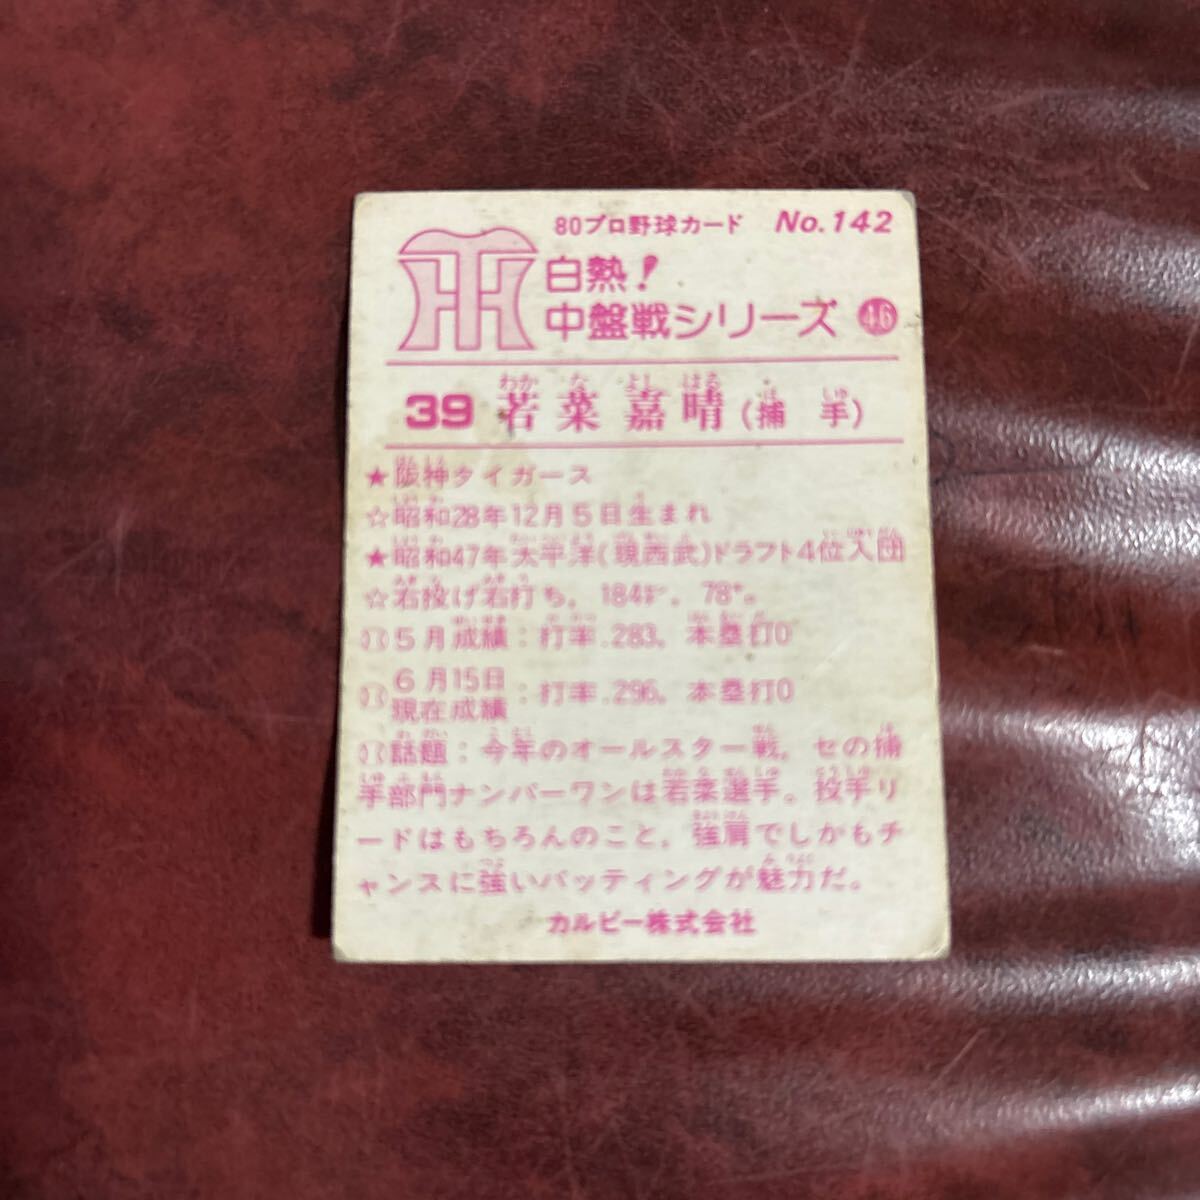 80プロ野球カード No.142
白熱!
中盤戦シリーズ 46
わか な よし はる
39 若菜 嘉晴 (捕手)
★阪神タイガース
☆昭和28年12月5日生まれ
★昭和47年太平洋(現西武)ドラフト4位入団
☆右投げ右打ち。184㌢。78㌔。
5月成績:打率.283。本塁打0
6月15日
現在成績:打率.296。本塁打0
話題:今年のオールスター戦。セの捕
手部門ナンバーワンは若菜選手。投手リ
ードはもちろんのこと。強肩でしかもチ
ャンスに強いバッティングが魅力だ。
カルビー株式会社